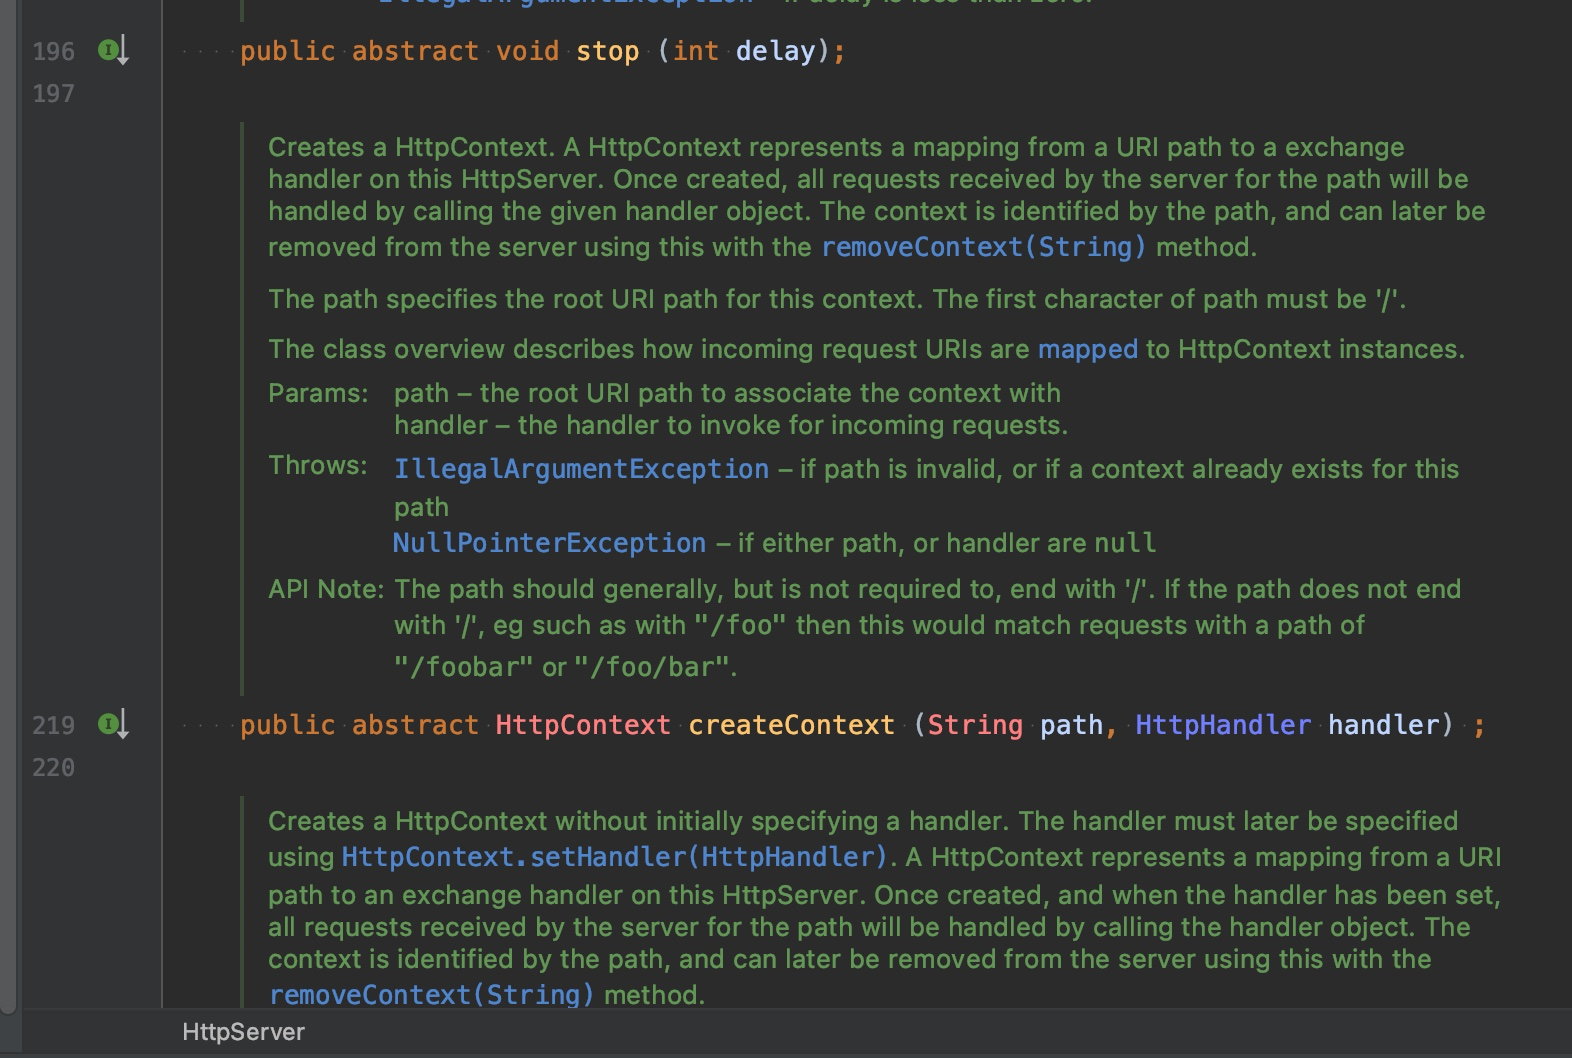 IllegalArgumentException – if delay is less than zero.
196 public abstract void stop (int delay);
197
Creates a HttpContext. A HttpContext represents a mapping from a URI path to a exchange
handler on this HttpServer. Once created, all requests received by the server for the path will be
handled by calling the given handler object. The context is identified by the path, and can later be
removed from the server using this with the removeContext(String) method.
The path specifies the root URI path for this context. The first character of path must be '/'.
The class overview describes how incoming request URIs are mapped to HttpContext instances.
Params: path – the root URI path to associate the context with
handler – the handler to invoke for incoming requests.
Throws: IllegalArgumentException – if path is invalid, or if a context already exists for this
path
NullPointerException – if either path, or handler are null
API Note: The path should generally, but is not required to, end with '/'. If the path does not end
with '/', eg such as with "/foo" then this would match requests with a path of
"/foobar" or "/foo/bar".
219 public abstract HttpContext createContext (String path, HttpHandler handler) ;
220
Creates a HttpContext without initially specifying a handler. The handler must later be specified
using HttpContext.setHandler(HttpHandler). A HttpContext represents a mapping from a URI
path to an exchange handler on this HttpServer. Once created, and when the handler has been set,
all requests received by the server for the path will be handled by calling the handler object. The
context is identified by the path, and can later be removed from the server using this with the
removeContext(String) method.
HttpServer